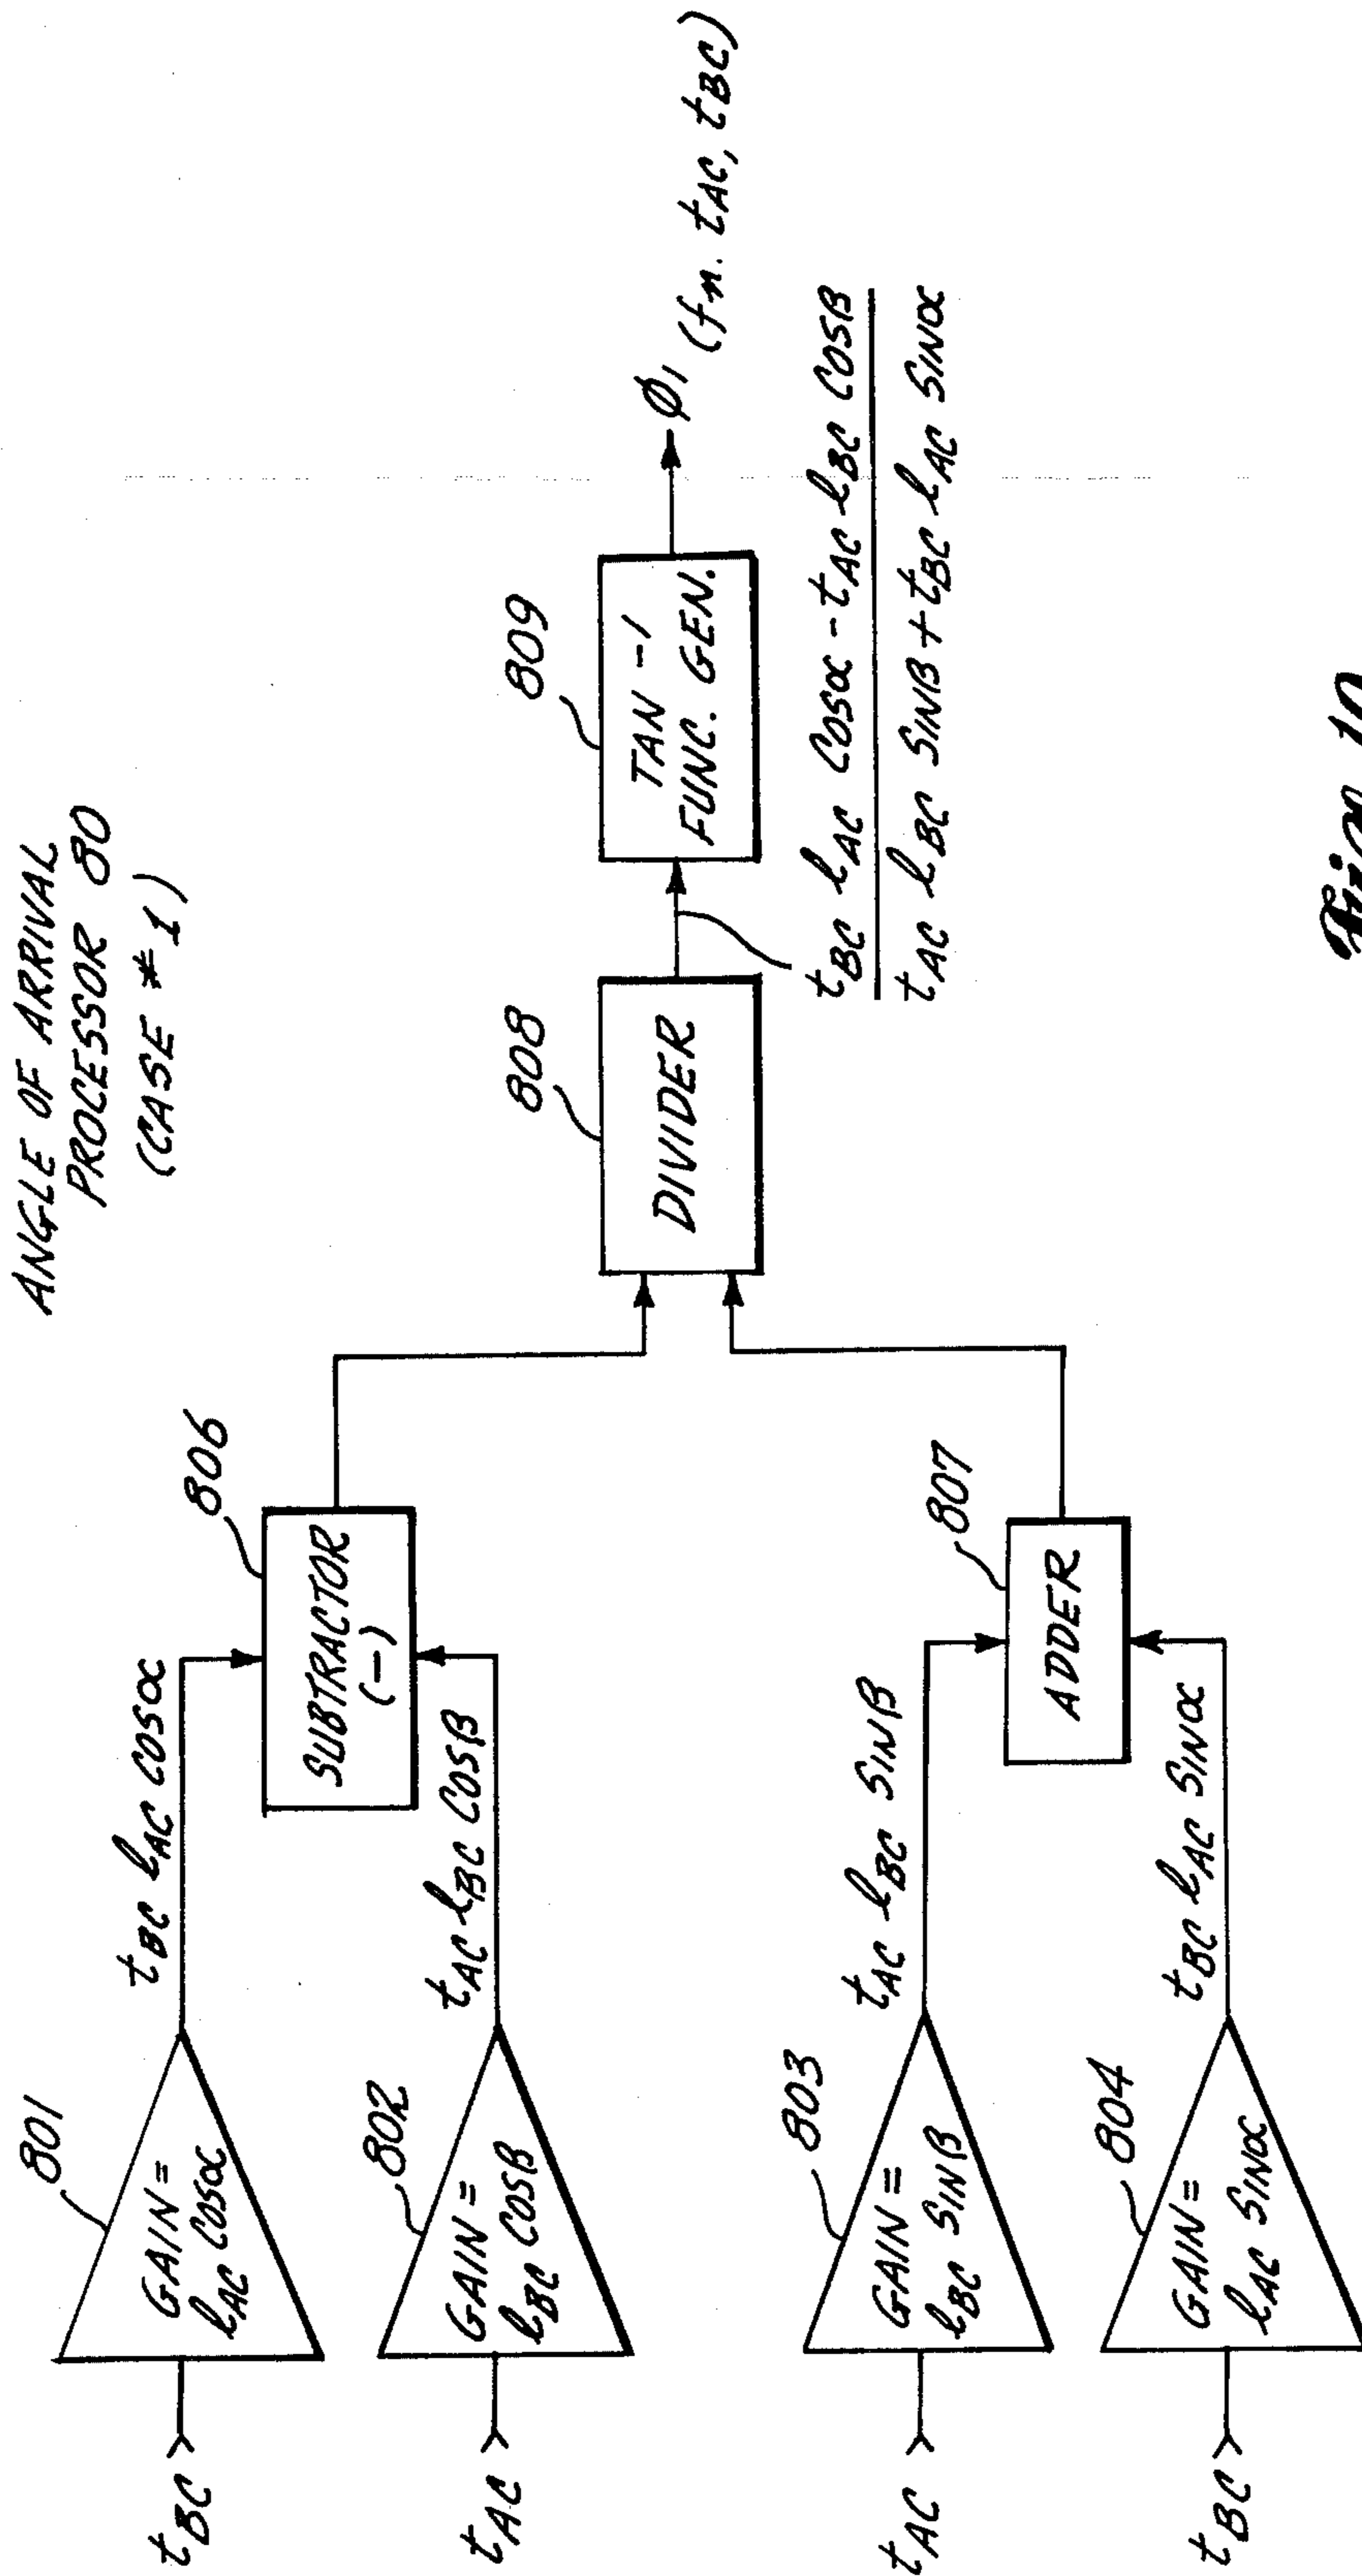 ANGLE OF ARRIVAL
PROCESSOR 80
(CASE #1)
t_BC
801
GAIN =
ℓ_AC COSα
t_BC ℓ_AC COSα
t_AC
802
GAIN =
ℓ_BC COSβ
t_AC ℓ_BC COSβ
806
SUBTRACTOR
(-)
t_AC
803
GAIN =
ℓ_BC SINβ
t_AC ℓ_BC SINβ
t_BC
804
GAIN =
ℓ_AC SINα
t_BC ℓ_AC SINα
807
ADDER
808
DIVIDER
t_BC ℓ_AC COSα - t_AC ℓ_BC COSβ
t_AC ℓ_BC SINβ + t_BC ℓ_AC SINα
809
TAN -1
FUNC. GEN.
Ø₁ (fn. t_AC, t_BC)
Fig. 10